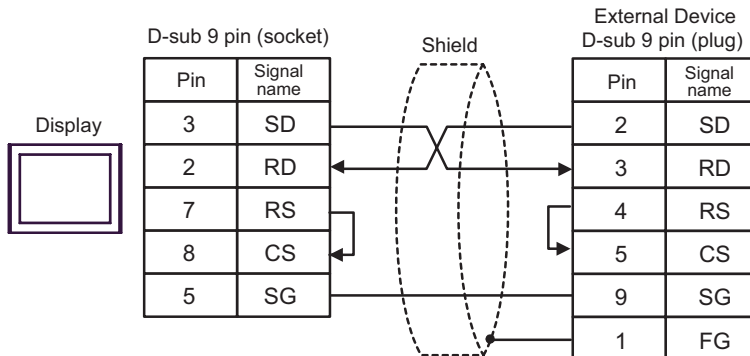 External Device
D-sub 9 pin (socket)
Shield
D-sub 9 pin (plug)
Pin
Signal
name
Pin
Signal
name
Display
3
SD
2
SD
2
RD
3
RD
7
RS
4
RS
8
CS
5
CS
5
SG
9
SG
1
FG